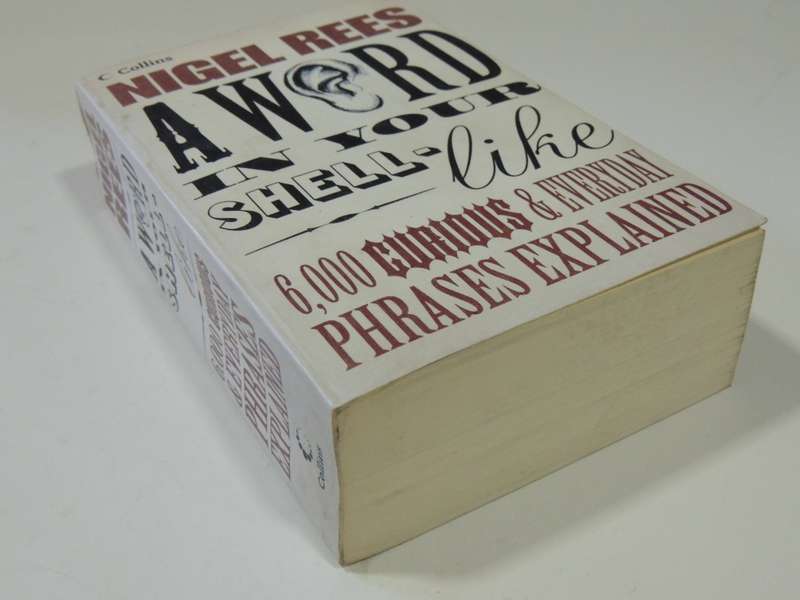 C Collins
NIGEL REES
A WORD
IN YOUR
SHELL-like
6,000 CURIOUS & EVERYDAY
PHRASES EXPLAINED
NIGEL
REES
A WORD
IN YOUR
SHELL-
like
6,000 CURIOUS
& EVERYDAY
PHRASES
EXPLAINED
Collins